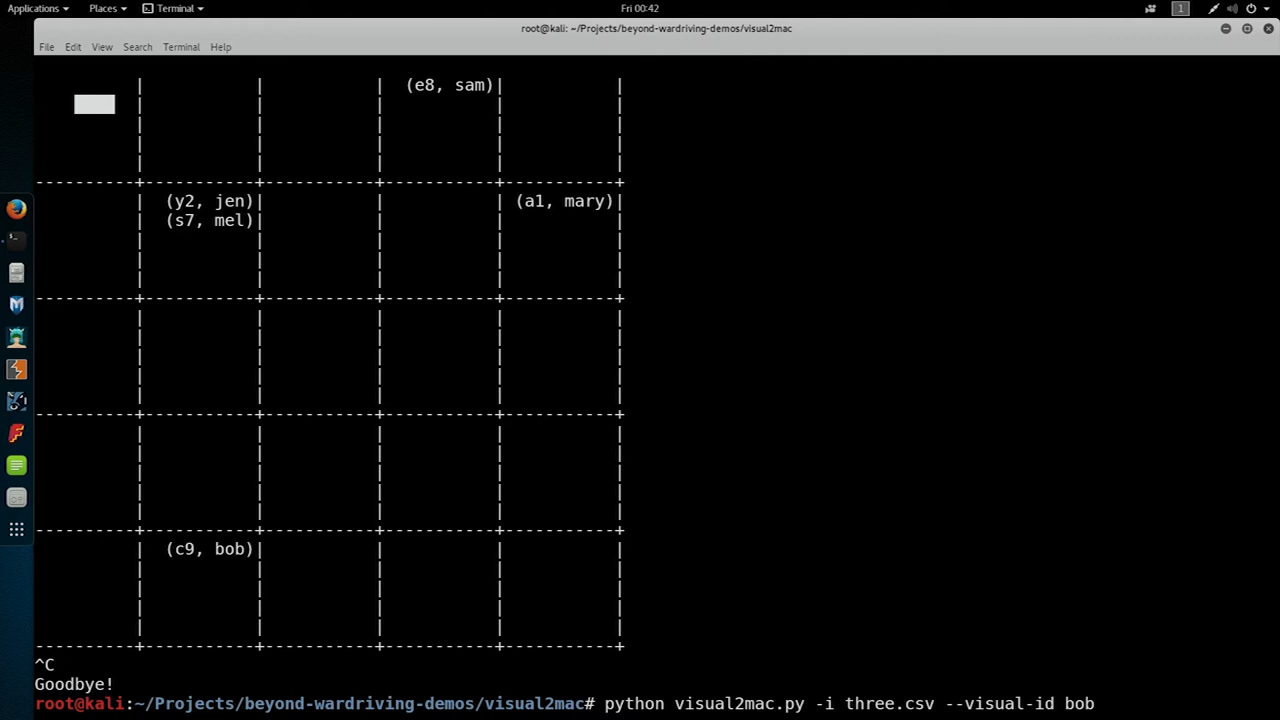 Applications Places Terminal Fri 00:42 1
root@kali: ~/Projects/beyond-wardriving-demos/visual2mac
File Edit View Search Terminal Help
(e8, sam)
(y2, jen) (a1, mary)
(s7, mel)
(c9, bob)
^C
Goodbye!
root@kali:~/Projects/beyond-wardriving-demos/visual2mac# python visual2mac.py -i three.csv --visual-id bob